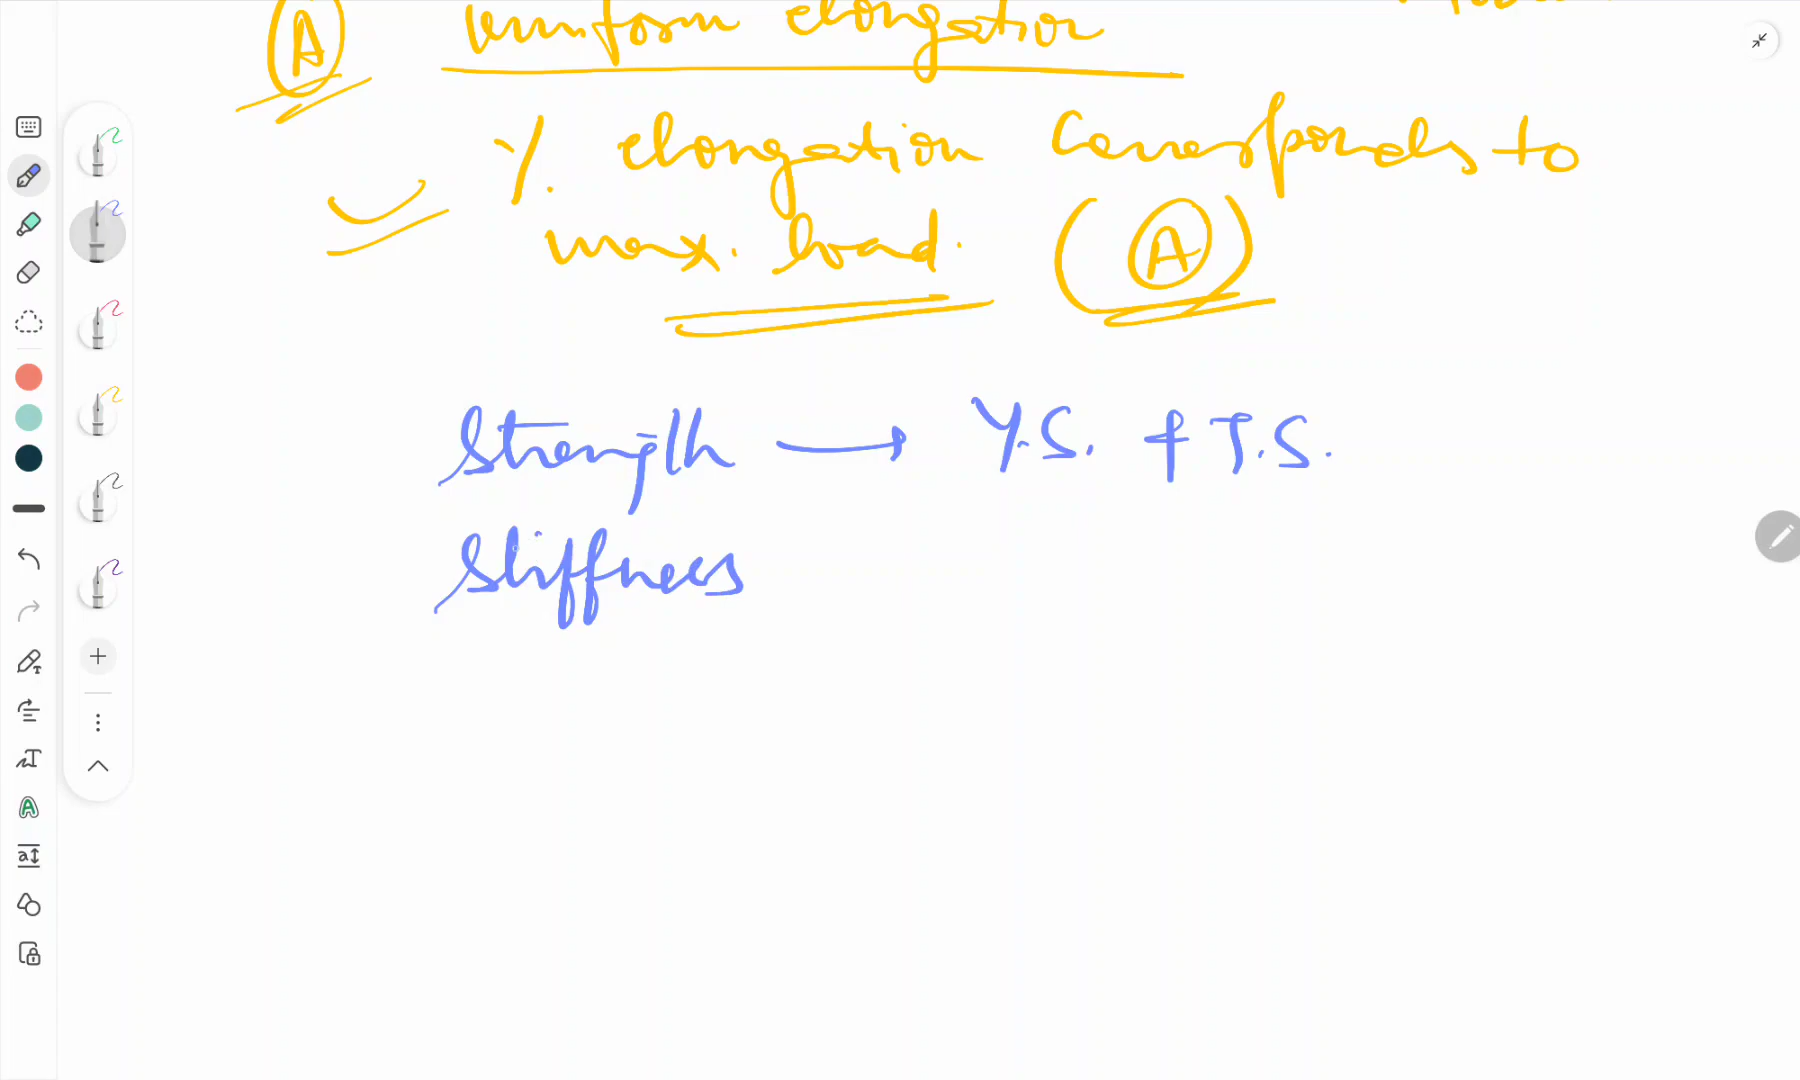 (A) Uniform elongation
% elongation corresponds to
max. load. (A)
Strength → Y.S. & T.S.
Stiffness